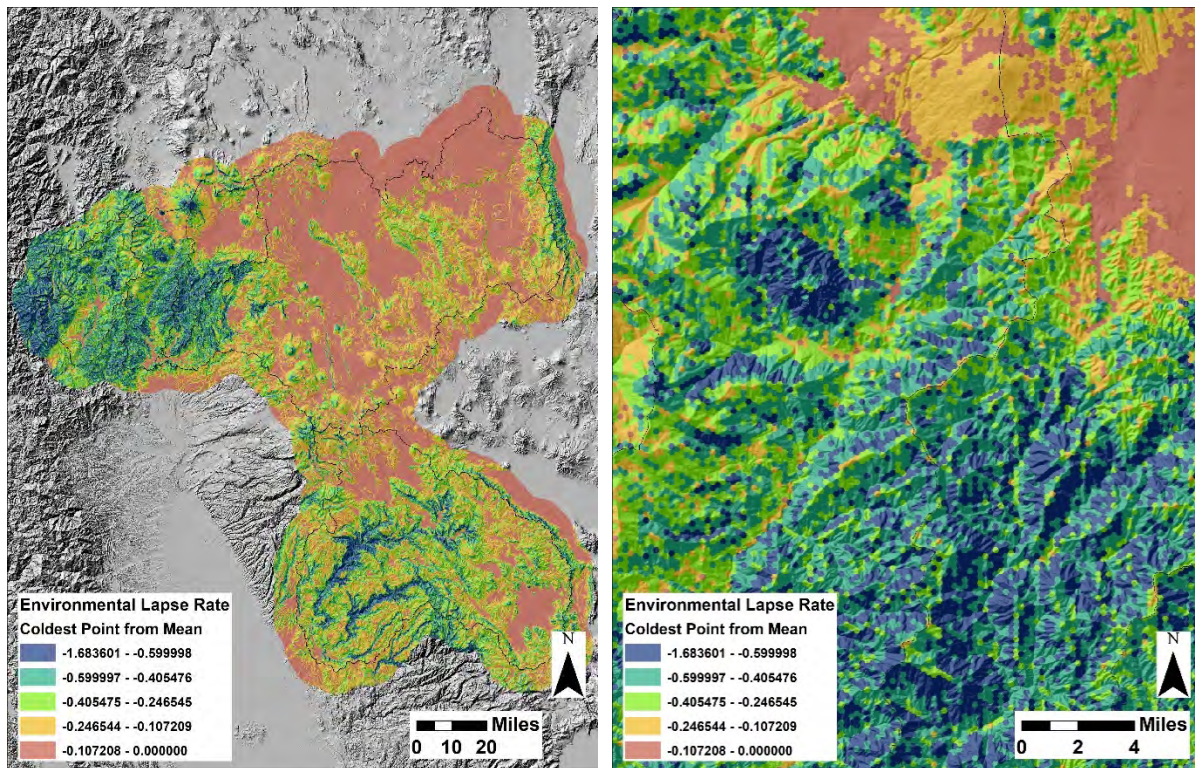 Environmental Lapse Rate
Coldest Point from Mean
-1.683601 - -0.599998
-0.599997 - -0.405476
-0.405475 - -0.246545
-0.246544 - -0.107209
-0.107208 - 0.000000
N
Miles
0 10 20
Environmental Lapse Rate
Coldest Point from Mean
-1.683601 - -0.599998
-0.599997 - -0.405476
-0.405475 - -0.246545
-0.246544 - -0.107209
-0.107208 - 0.000000
N
Miles
0 2 4